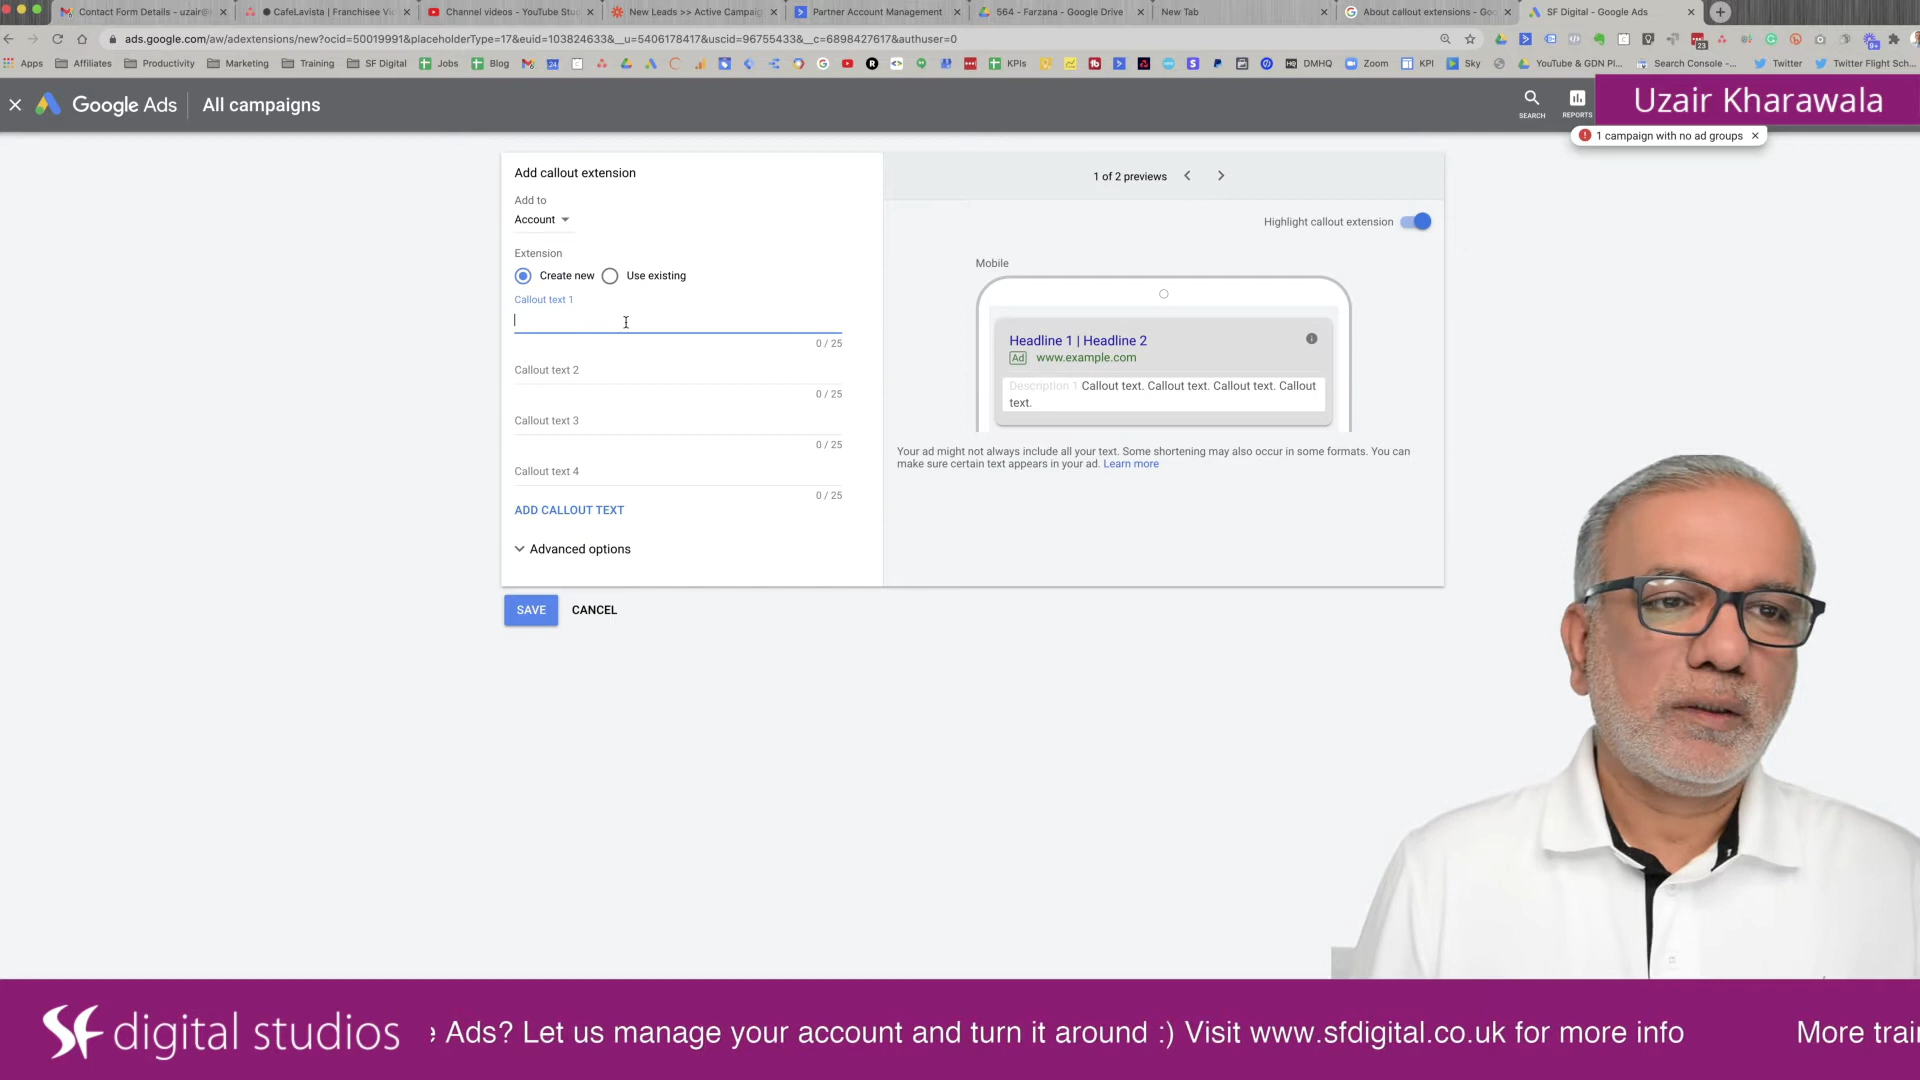 Contact Form Details - uzair@
CafeLavista | Franchisee Vi
Channel videos - YouTube Stu
New Leads >> Active Campaig
Partner Account Management
564 - Farzana - Google Drive
New Tab
About callout extensions - Goo
SF Digital - Google Ads
ads.google.com/aw/adextensions/new?ocid=50019991&placeholderType=17&euid=103824633&__u=5406178417&uscid=96755433&__c=6898427617&authuser=0
23
9+
Apps
Affiliates
Productivity
Marketing
Training
SF Digital
Jobs
Blog
24
KPIs
DMHQ
Zoom
KPI
Sky
YouTube & GDN Pl...
Search Console -...
Twitter
Twitter Flight Sch...
Google Ads
All campaigns
SEARCH
REPORTS
Uzair Kharawala
1 campaign with no ad groups
Add callout extension
Add to
Account
Extension
Create new
Use existing
Callout text 1
0 / 25
Callout text 2
0 / 25
Callout text 3
0 / 25
Callout text 4
0 / 25
ADD CALLOUT TEXT
Advanced options
SAVE
CANCEL
1 of 2 previews
Highlight callout extension
Mobile
Headline 1 | Headline 2
Ad www.example.com
Description 1 Callout text. Callout text. Callout text. Callout
text.
Your ad might not always include all your text. Some shortening may also occur in some formats. You can
make sure certain text appears in your ad. Learn more
SF digital studios
e Ads? Let us manage your account and turn it around :) Visit www.sfdigital.co.uk for more info
More trai